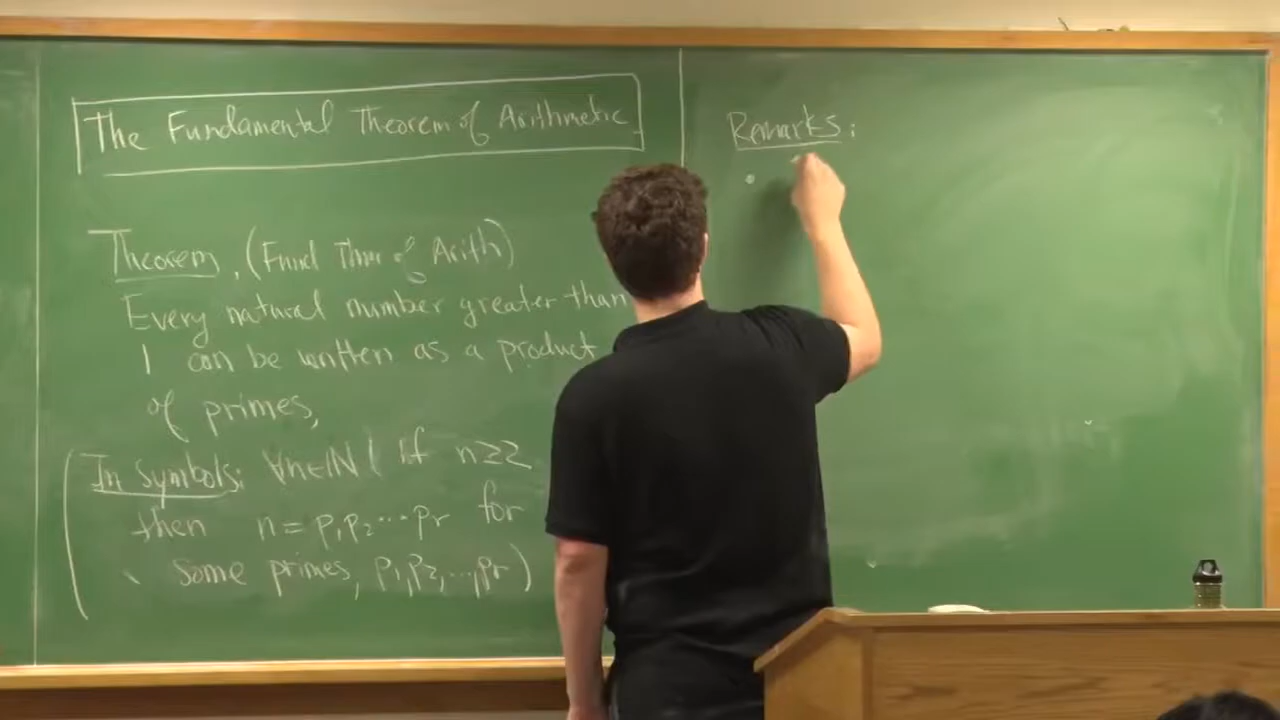 The Fundamental Theorem of Arithmetic
Theorem, (Fund Thm of Arith)
Every natural number greater than
1 can be written as a product
of primes,
(In symbols: ∀n∈ℕ ( if n≥2
then n=p₁p₂⋯pᵣ for
some primes, p₁,p₂,...,pᵣ )
Remarks:
•